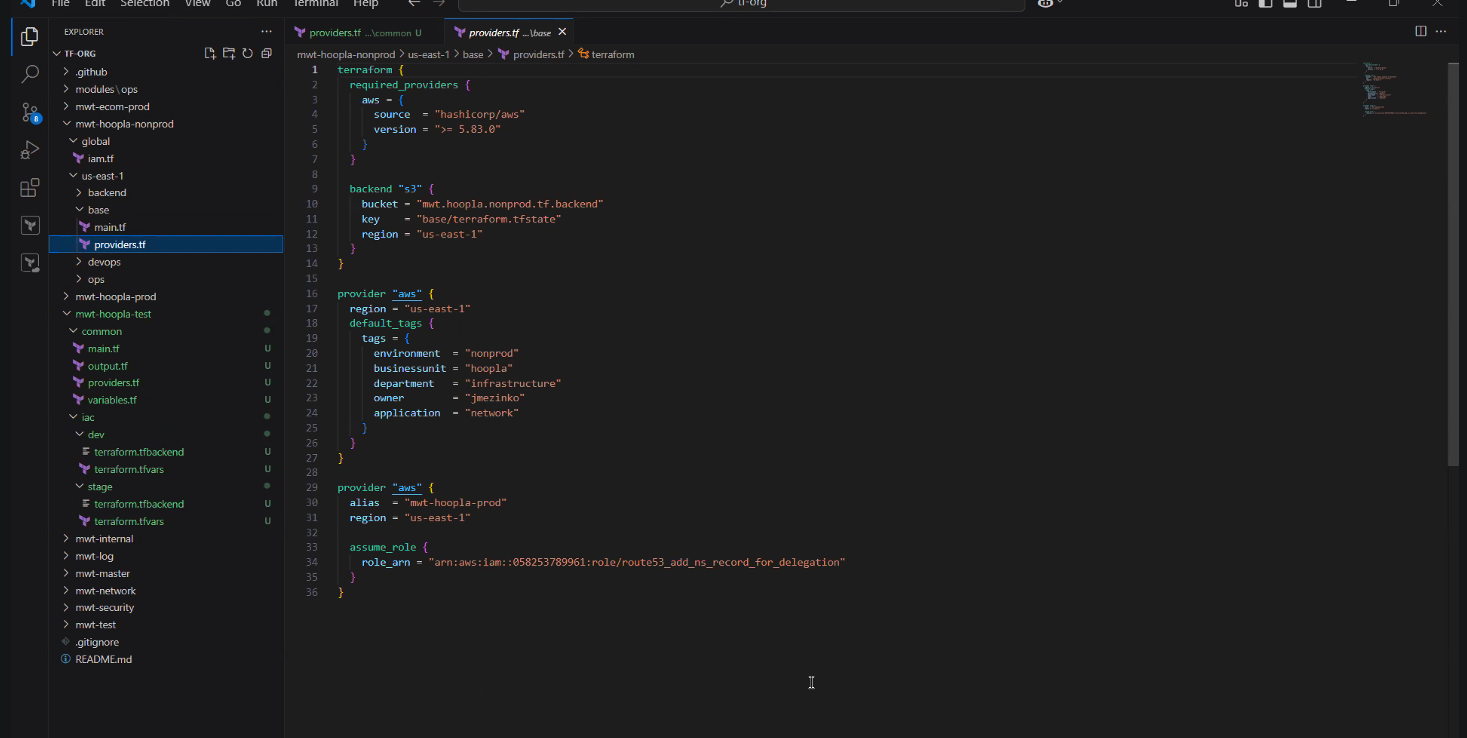 File Edit Selection View Go Run Terminal Help
tf-org
EXPLORER
TF-ORG
.github
modules \ ops
mwt-ecom-prod
mwt-hoopla-nonprod
global
iam.tf
us-east-1
backend
base
main.tf
providers.tf
devops
ops
mwt-hoopla-prod
mwt-hoopla-test
common
main.tf U
output.tf U
providers.tf U
variables.tf U
iac
dev
terraform.tfbackend U
terraform.tfvars U
stage
terraform.tfbackend U
terraform.tfvars U
mwt-internal
mwt-log
mwt-master
mwt-network
mwt-security
mwt-test
.gitignore
README.md
8
providers.tf ...\common U
providers.tf ...\base
mwt-hoopla-nonprod > us-east-1 > base > providers.tf > terraform
1 terraform {
2 required_providers {
3 aws = {
4 source = "hashicorp/aws"
5 version = ">= 5.83.0"
6 }
7 }
8
9 backend "s3" {
10 bucket = "mwt.hoopla.nonprod.tf.backend"
11 key = "base/terraform.tfstate"
12 region = "us-east-1"
13 }
14 }
15
16 provider "aws" {
17 region = "us-east-1"
18 default_tags {
19 tags = {
20 environment = "nonprod"
21 businessunit = "hoopla"
22 department = "infrastructure"
23 owner = "jmezinko"
24 application = "network"
25 }
26 }
27 }
28
29 provider "aws" {
30 alias = "mwt-hoopla-prod"
31 region = "us-east-1"
32
33 assume_role {
34 role_arn = "arn:aws:iam::058253789961:role/route53_add_ns_record_for_delegation"
35 }
36 }